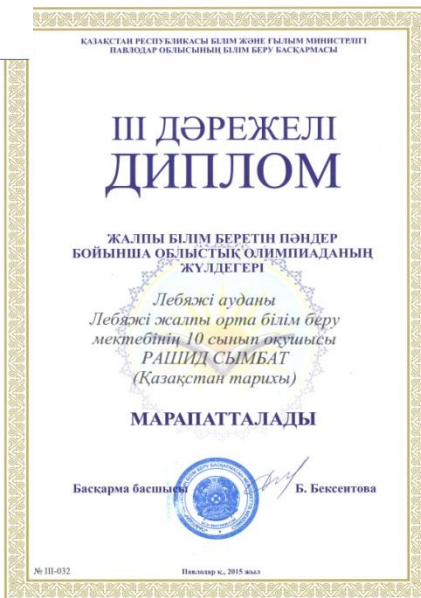 ҚАЗАҚСТАН РЕСПУБЛИКАСЫ БІЛІМ ЖӘНЕ ҒЫЛЫМ МИНИСТРЛІГІ
ПАВЛОДАР ОБЛЫСЫНЫҢ БІЛІМ БЕРУ БАСҚАРМАСЫ
III ДӘРЕЖЕЛІ
ДИПЛОМ
ЖАЛПЫ БІЛІМ БЕРЕТІН ПӘНДЕР
БОЙЫНША ОБЛЫСТЫҚ ОЛИМПИАДАНЫҢ
ЖҮЛДЕГЕРІ
Лебяжі ауданы
Лебяжі жалпы орта білім беру
мектебінің 10 сынып оқушысы
РАШИД СЫМБАТ
(Қазақстан тарихы)
МАРАПАТТАЛАДЫ
Басқарма басшысы Б. Бексеитова
№ III-032 Павлодар қ., 2015 жыл